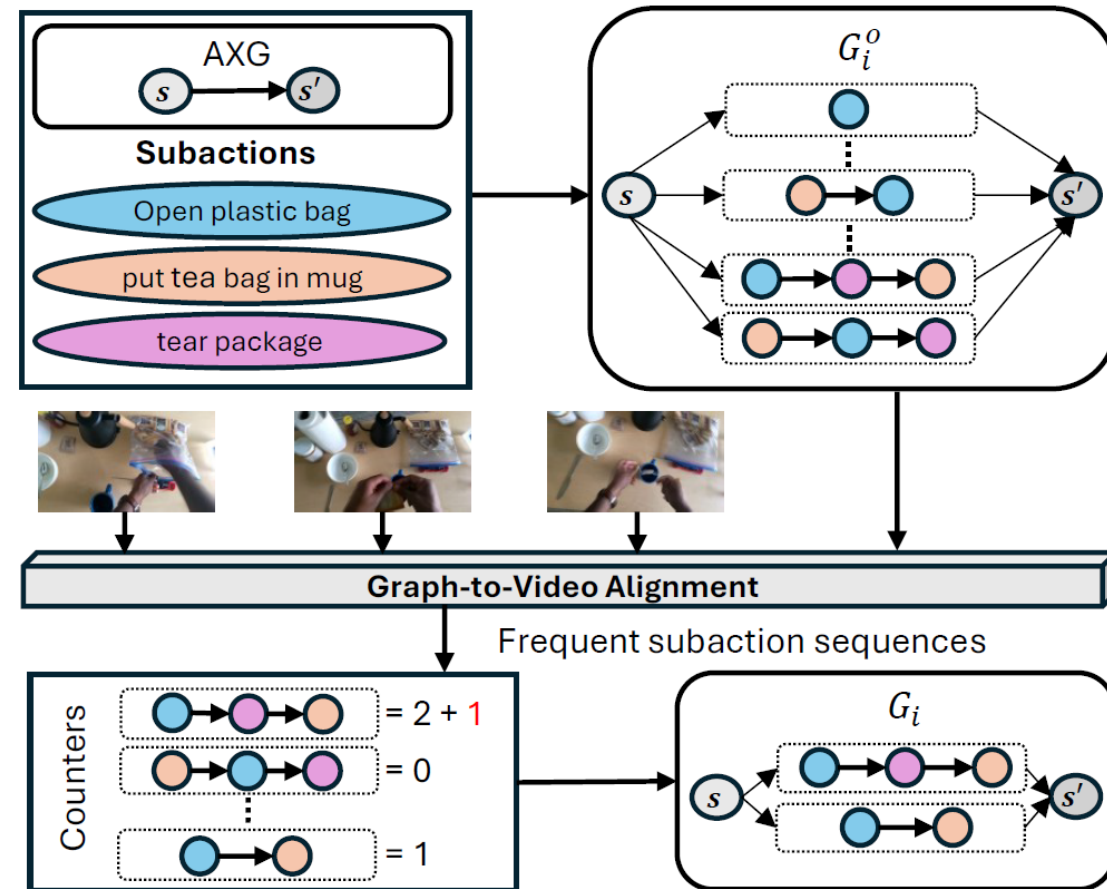 AXG
s
s'
Subactions
Open plastic bag
put tea bag in mug
tear package
G_i^o
s
s'
Graph-to-Video Alignment
Frequent subaction sequences
Counters
= 2 + 1
= 0
= 1
G_i
s
s'